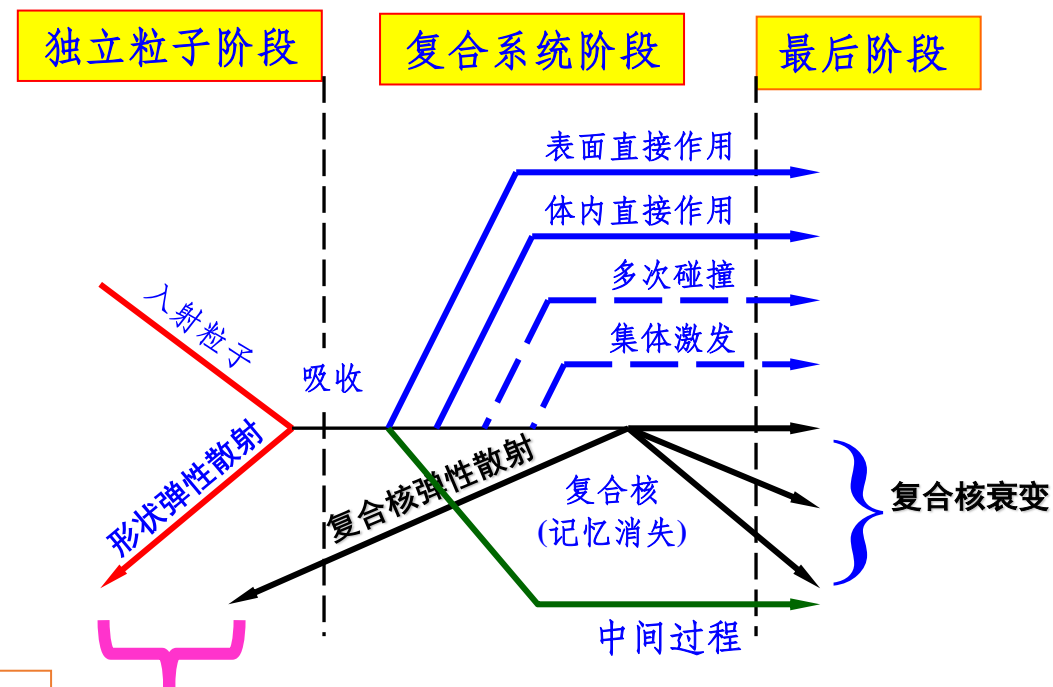 独立粒子阶段
复合系统阶段
最后阶段
表面直接作用
体内直接作用
多次碰撞
集体激发
入射粒子
吸收
形状弹性散射
复合核弹性散射
复合核
(记忆消失)
复合核衰变
中间过程